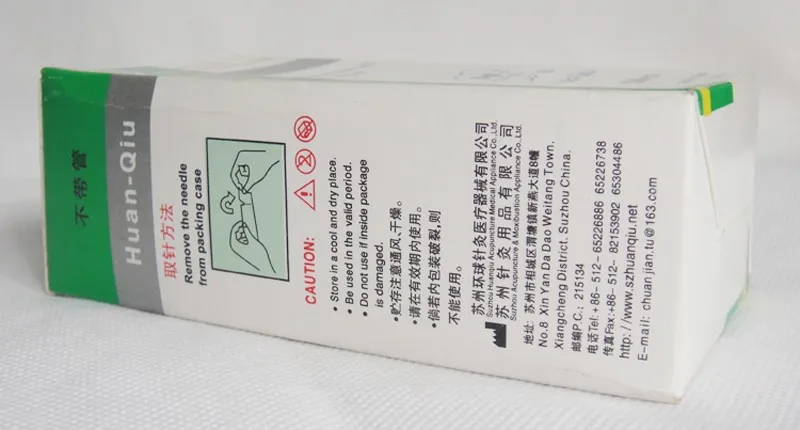 不带管
Huan-Qiu
取针方法
Remove the needle
from packing case
CAUTION:
• Store in a cool and dry place.
• Be used in the valid period.
• Do not use if inside package
is damaged.
•贮存注意通风、干燥。
•请在有效期内使用。
•倘若内包装破裂,则
不能使用。
苏州环球针灸医疗器械有限公司
Suzhou Huanqiu Acupuncture Medical Appliance Co.,Ltd.
苏州针灸用品有限公司
Suzhou Acupuncture & Moxibustion Appliance Co.,Ltd.
地址: 苏州市相城区渭塘镇新燕大道8幢
No.8 Xin Yan Da Dao Weifang Town.
Xiangcheng District. Suzhou China.
邮编P.C.: 215134
电话Tel:+86-512-65226886 65226738
传真Fax:+86-512-82153902 65304486
http: //www.szhuanqiu.net
E-mail: chuan jian.tu@163.com